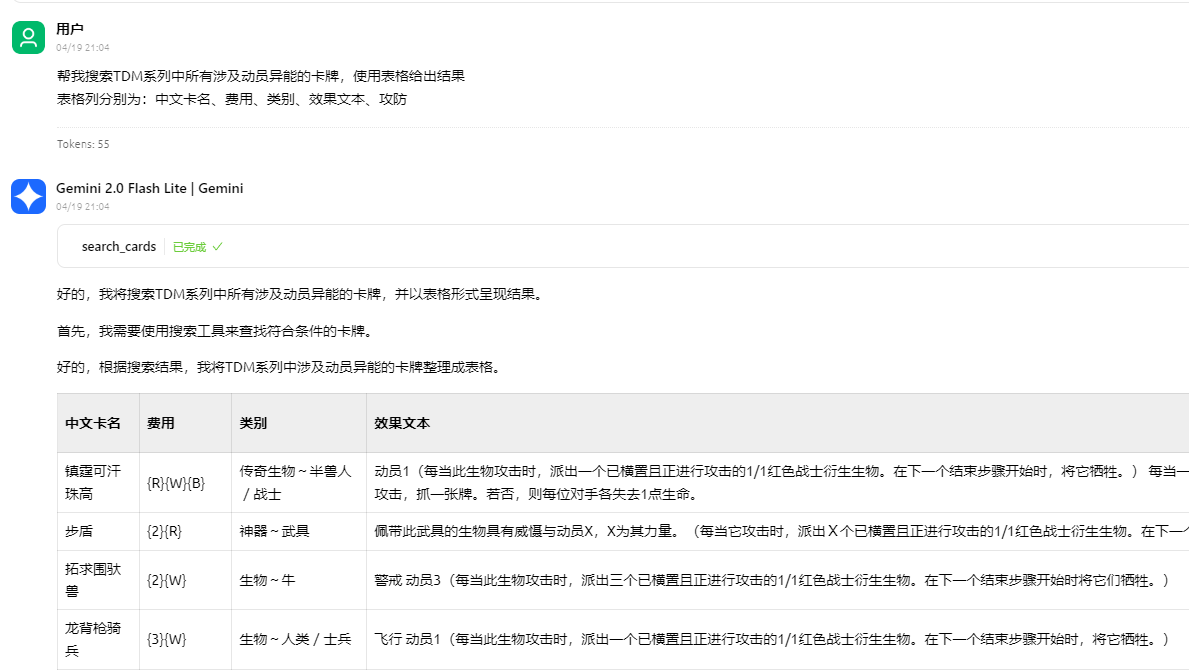 用户
04/19 21:04
帮我搜索TDM系列中所有涉及动员异能的卡牌，使用表格给出结果
表格列分别为：中文卡名、费用、类别、效果文本、攻防
Tokens: 55
Gemini 2.0 Flash Lite | Gemini
04/19 21:04
search_cards 已完成
好的，我将搜索TDM系列中所有涉及动员异能的卡牌，并以表格形式呈现结果。
首先，我需要使用搜索工具来查找符合条件的卡牌。
好的，根据搜索结果，我将TDM系列中涉及动员异能的卡牌整理成表格。
中文卡名 费用 类别 效果文本
镇霆可汗
珠高
{R}{W}{B}
传奇生物～半兽人
／战士
动员1（每当此生物攻击时，派出一个已横置且正进行攻击的1/1红色战士衍生生物。在下一个结束步骤开始时，将它牺牲。） 每当一
攻击，抓一张牌。若否，则每位对手各失去1点生命。
步盾 {2}{R} 神器～武具 佩带此武具的生物具有威慑与动员X，X为其力量。（每当它攻击时，派出Ｘ个已横置且正进行攻击的1/1红色战士衍生生物。在下一个
拓求围驮
兽
{2}{W} 生物～牛 警戒 动员3（每当此生物攻击时，派出三个已横置且正进行攻击的1/1红色战士衍生生物。在下一个结束步骤开始时将它们牺牲。）
龙背枪骑
兵
{3}{W} 生物～人类／士兵 飞行 动员1（每当此生物攻击时，派出一个已横置且正进行攻击的1/1红色战士衍生生物。在下一个结束步骤开始时，将它牺牲。）